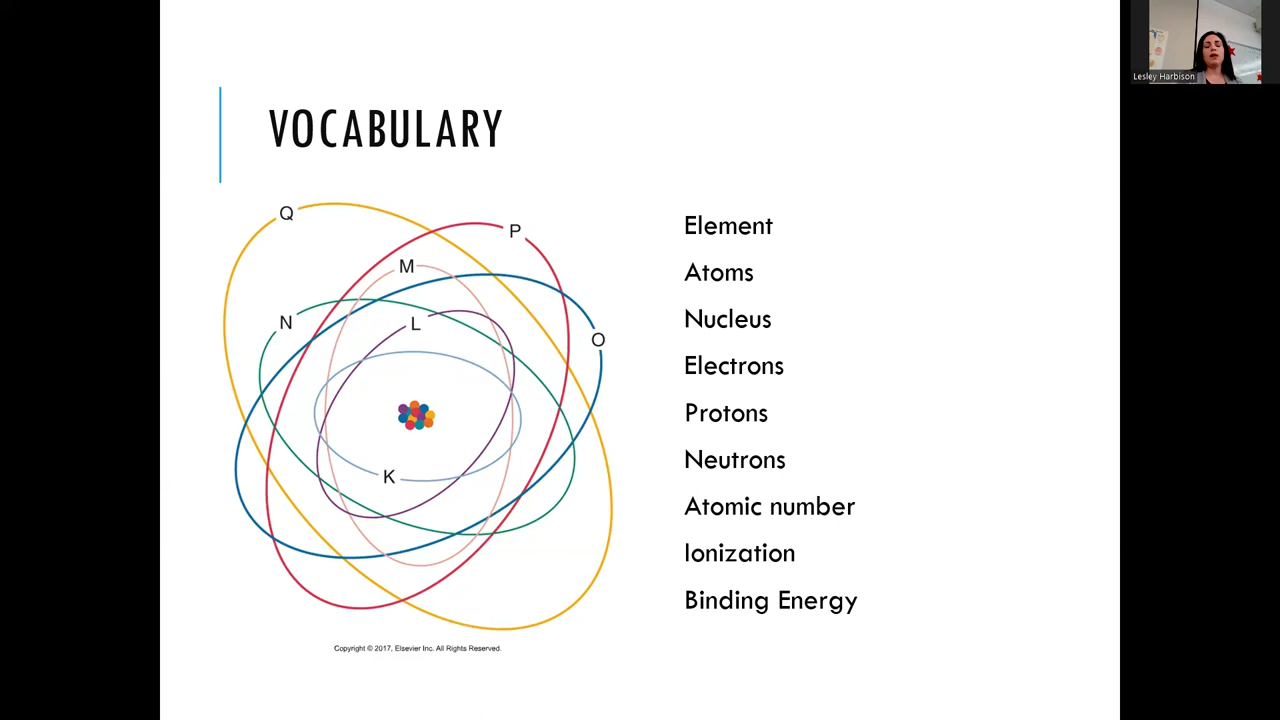 Lesley Harbison
VOCABULARY
Q
P
M
N
L
O
K
Element
Atoms
Nucleus
Electrons
Protons
Neutrons
Atomic number
Ionization
Binding Energy
Copyright © 2017, Elsevier Inc. All Rights Reserved.